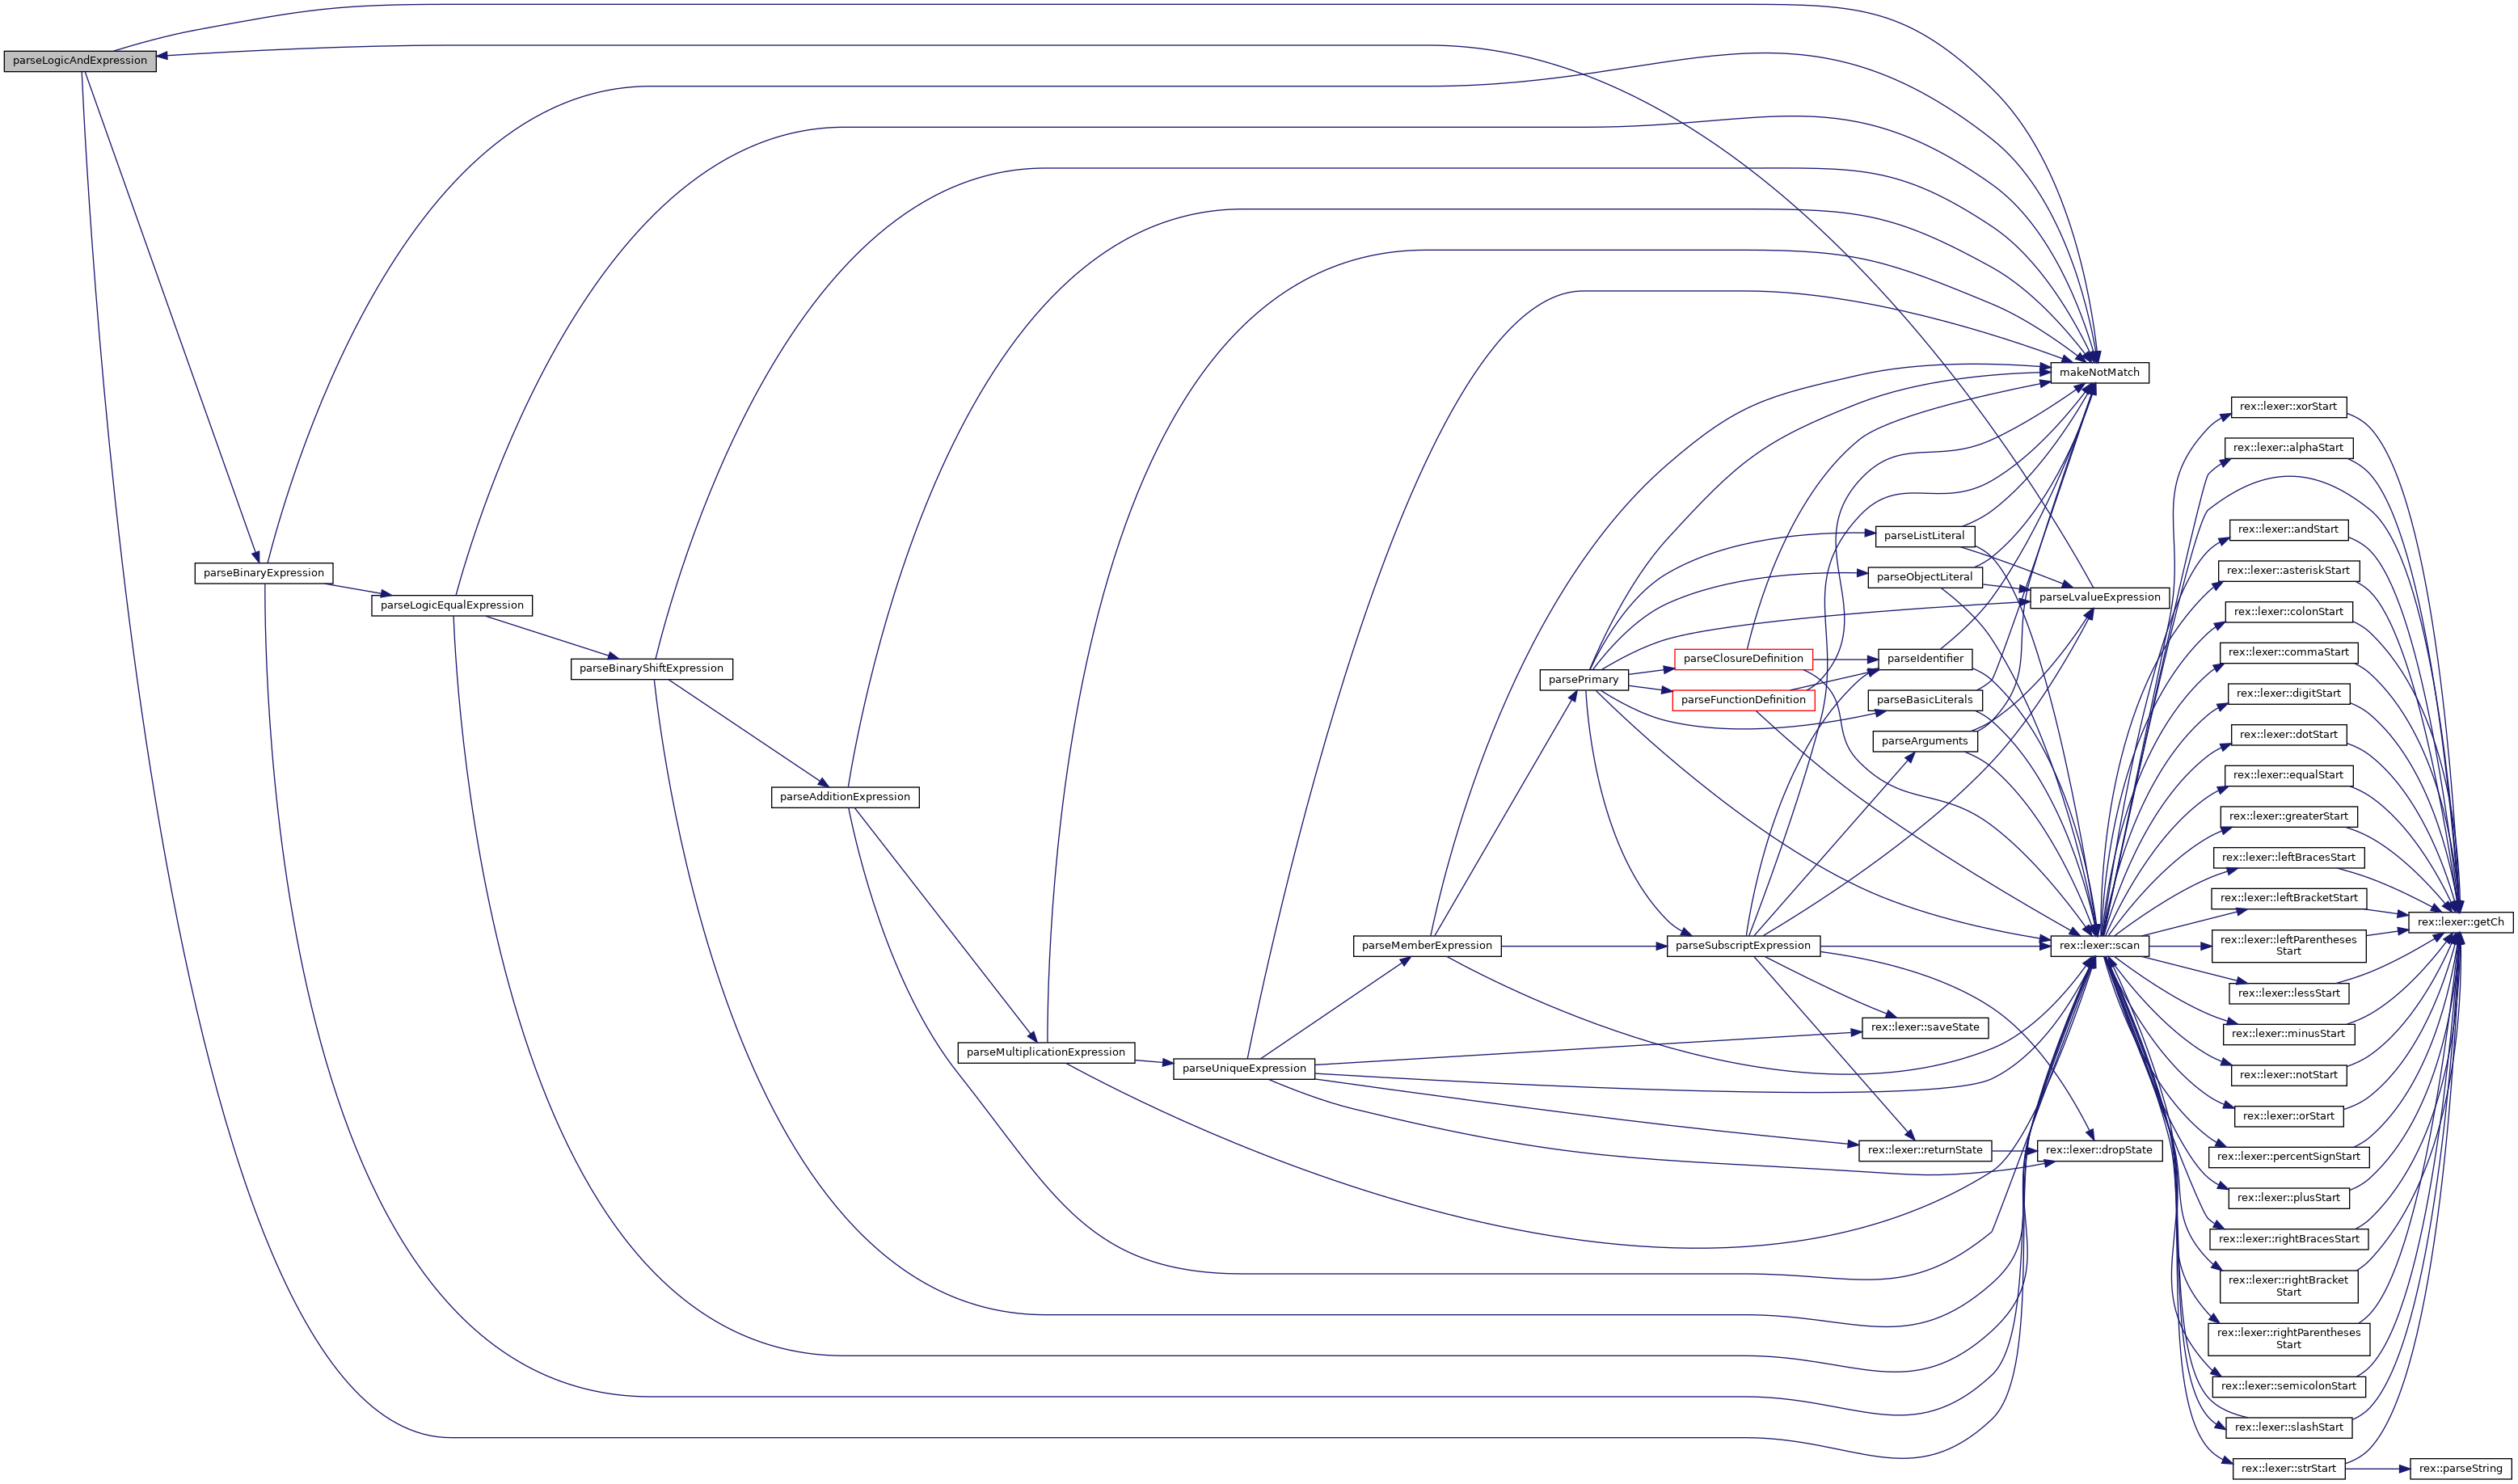 parseLogicAndExpression
parseBinaryExpression
parseLogicEqualExpression
parseBinaryShiftExpression
parseAdditionExpression
parseMultiplicationExpression
parseUniqueExpression
parseMemberExpression
parsePrimary
parseClosureDefinition
parseFunctionDefinition
parseSubscriptExpression
parseListLiteral
parseObjectLiteral
parseIdentifier
parseBasicLiterals
parseArguments
rex::lexer::saveState
rex::lexer::returnState
makeNotMatch
parseLvalueExpression
rex::lexer::scan
rex::lexer::dropState
rex::lexer::xorStart
rex::lexer::alphaStart
rex::lexer::andStart
rex::lexer::asteriskStart
rex::lexer::colonStart
rex::lexer::commaStart
rex::lexer::digitStart
rex::lexer::dotStart
rex::lexer::equalStart
rex::lexer::greaterStart
rex::lexer::leftBracesStart
rex::lexer::leftBracketStart
rex::lexer::leftParentheses
Start
rex::lexer::lessStart
rex::lexer::minusStart
rex::lexer::notStart
rex::lexer::orStart
rex::lexer::percentSignStart
rex::lexer::plusStart
rex::lexer::rightBracesStart
rex::lexer::rightBracket
Start
rex::lexer::rightParentheses
Start
rex::lexer::semicolonStart
rex::lexer::slashStart
rex::lexer::strStart
rex::lexer::getCh
rex::parseString